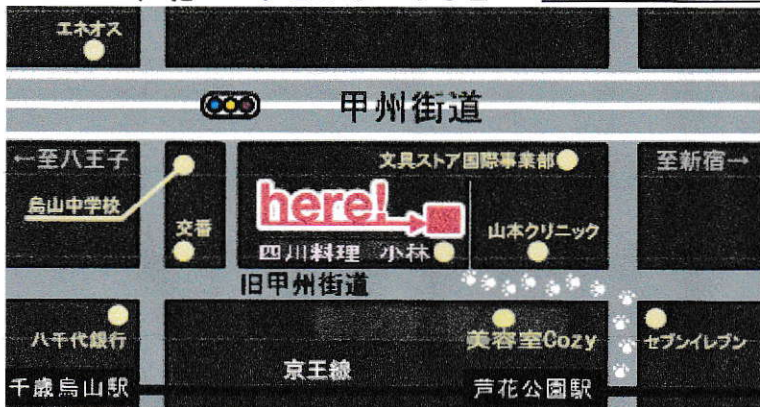 エネオス
甲州街道
←至八王子
文具ストア国際事業部
至新宿→
烏山中学校
here!
交番
山本クリニック
四川料理 小林
旧甲州街道
八千代銀行
美容室Cozy
セブンイレブン
京王線
千歳烏山駅
芦花公園駅